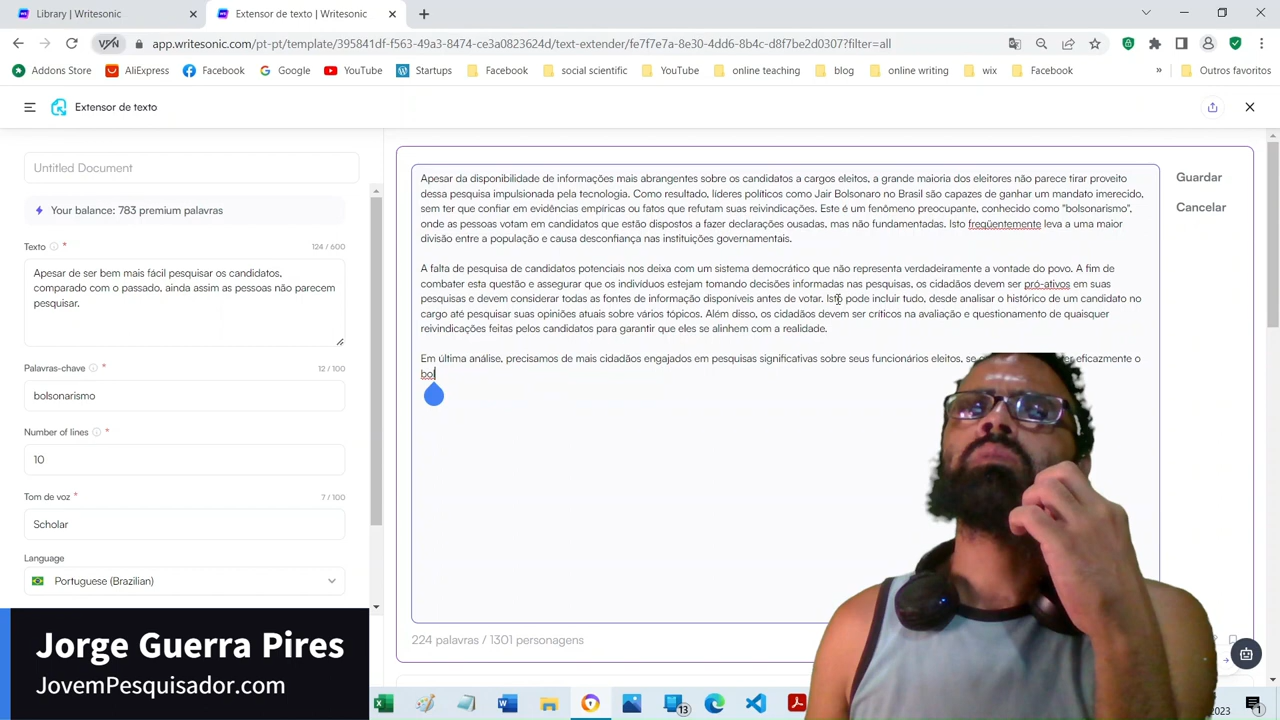 Library | Writesonic
Extensor de texto | Writesonic
VPN
app.writesonic.com/pt-pt/template/395841df-f563-49a3-8474-ce3a0823624d/text-extender/fe7f7e7a-8e30-4dd6-8b4c-d8f7be2d0307?filter=all
Addons Store
AliExpress
Facebook
Google
YouTube
Startups
Facebook
social scientific
YouTube
online teaching
blog
online writing
wix
Facebook
»
Outros favoritos
Extensor de texto
Untitled Document
Your balance: 783 premium palavras
Texto *
124 / 600
Apesar de ser bem mais fácil pesquisar os candidatos,
comparado com o passado, ainda assim as pessoas não parecem
pesquisar.
Palavras-chave *
12 / 100
bolsonarismo
Number of lines *
10
Tom de voz *
7 / 100
Scholar
Language
Portuguese (Brazilian)
Apesar da disponibilidade de informações mais abrangentes sobre os candidatos a cargos eleitos, a grande maioria dos eleitores não parece tirar proveito
dessa pesquisa impulsionada pela tecnologia. Como resultado, líderes políticos como Jair Bolsonaro no Brasil são capazes de ganhar um mandato imerecido,
sem ter que confiar em evidências empíricas ou fatos que refutam suas reivindicações. Este é um fenômeno preocupante, conhecido como "bolsonarismo",
onde as pessoas votam em candidatos que estão dispostos a fazer declarações ousadas, mas não fundamentadas. Isto freqüentemente leva a uma maior
divisão entre a população e causa desconfiança nas instituições governamentais.
A falta de pesquisa de candidatos potenciais nos deixa com um sistema democrático que não representa verdadeiramente a vontade do povo. A fim de
combater esta questão e assegurar que os indivíduos estejam tomando decisões informadas nas pesquisas, os cidadãos devem ser pró-ativos em suas
pesquisas e devem considerar todas as fontes de informação disponíveis antes de votar. Isto pode incluir tudo, desde analisar o histórico de um candidato no
cargo até pesquisar suas opiniões atuais sobre vários tópicos. Além disso, os cidadãos devem ser críticos na avaliação e questionamento de quaisquer
reivindicações feitas pelos candidatos para garantir que eles se alinhem com a realidade.
Em última análise, precisamos de mais cidadãos engajados em pesquisas significativas sobre seus funcionários eleitos, se eficazmente o
bol
224 palavras / 1301 personagens
Guardar
Cancelar
Jorge Guerra Pires
JovemPesquisador.com
13
2023
1